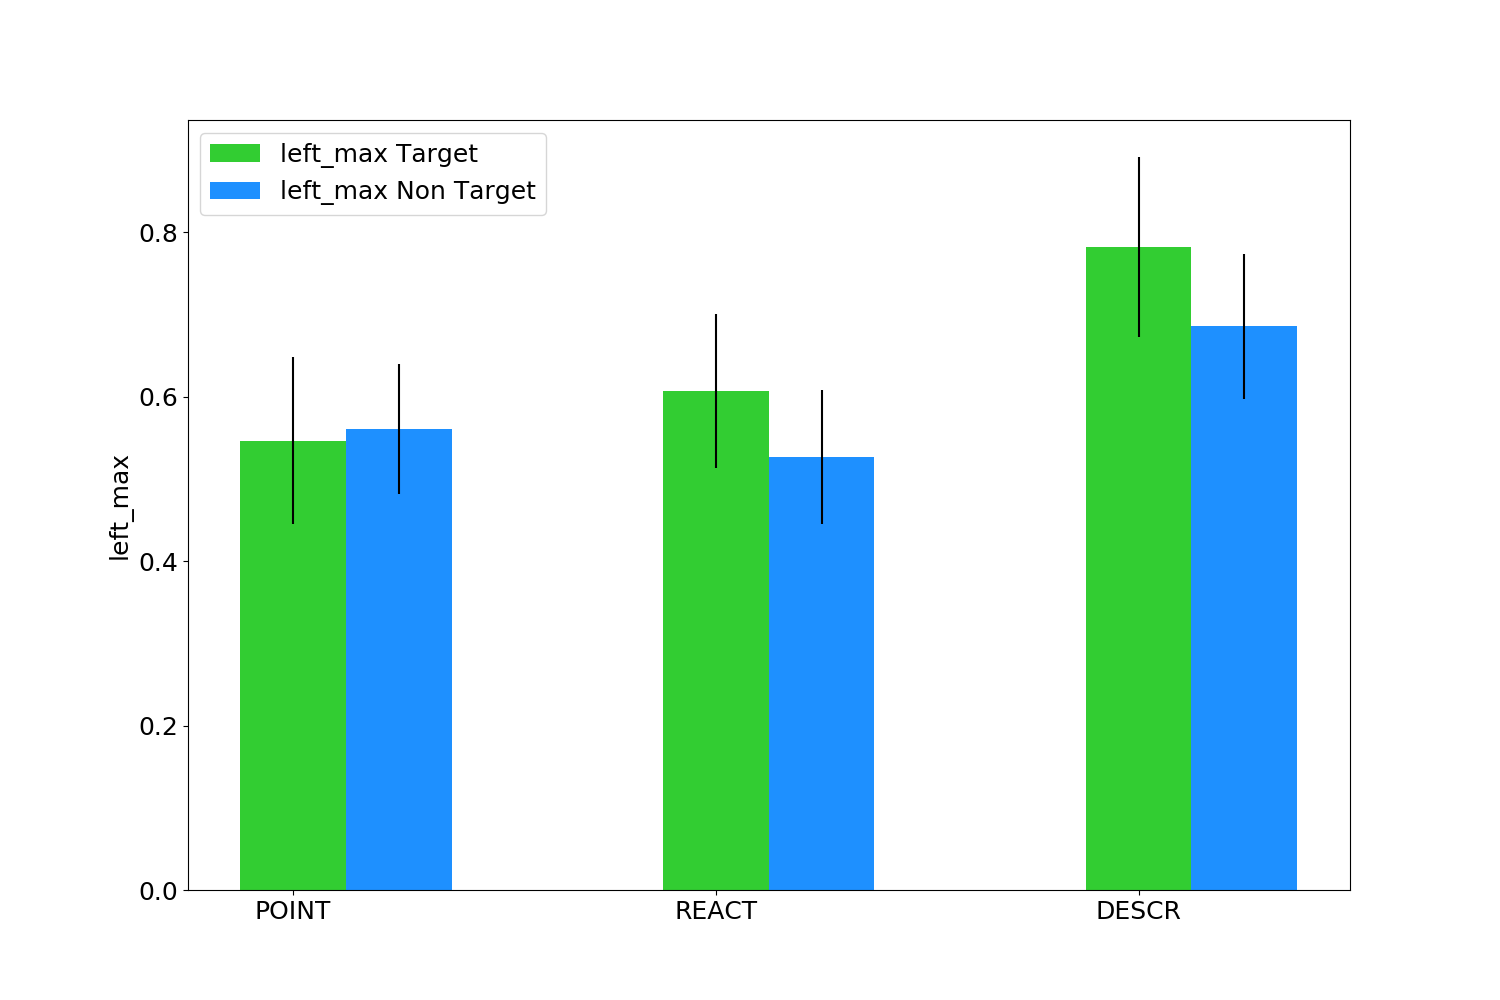 left_max Target
left_max Non Target
0.8
0.6
0.4
0.2
0.0
left_max
POINT REACT DESCR